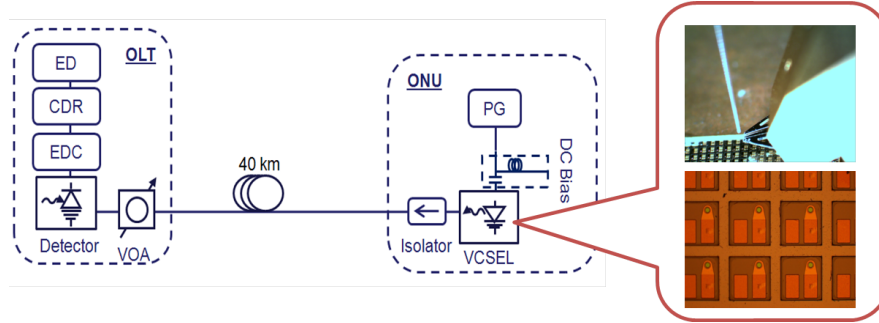 OLT
ED
CDR
EDC
Detector
VOA
40 km
ONU
PG
DC Bias
Isolator
VCSEL